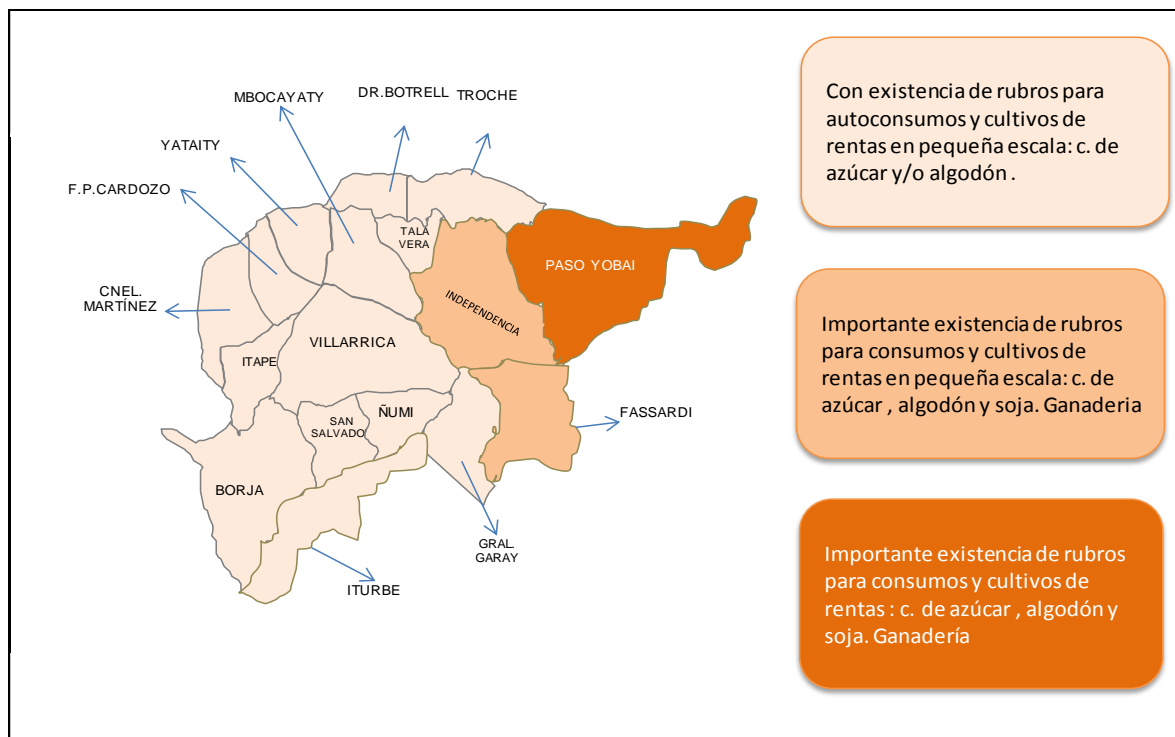 DR.BOTRELL
TROCHE
MBOCAYATY
YATAITY
F.P.CARDOZO
TALA
VERA
PASO YOBAI
CNEL.
MARTÍNEZ
INDEPENDENCIA
VILLARRICA
ITAPE
ÑUMI
SAN
SALVADO
FASSARDI
BORJA
GRAL.
GARAY
ITURBE
Con existencia de rubros para
autoconsumos y cultivos de
rentas en pequeña escala: c. de
azúcar y/o algodón .
Importante existencia de rubros
para consumos y cultivos de
rentas en pequeña escala: c. de
azúcar , algodón y soja. Ganaderia
Importante existencia de rubros
para consumos y cultivos de
rentas : c. de azúcar , algodón y
soja. Ganadería